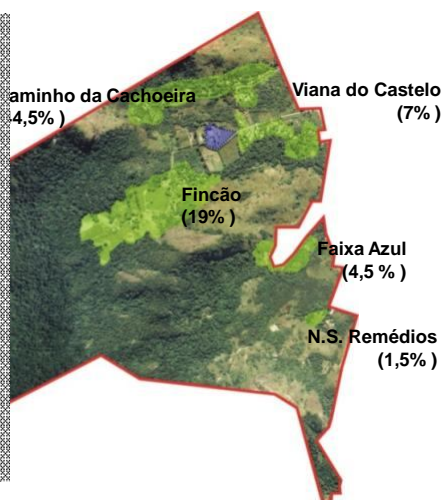 aminho da Cachoeira
4,5% )
Viana do Castelo
(7% )
Fincão
(19% )
Faixa Azul
(4,5 % )
N.S. Remédios
(1,5% )